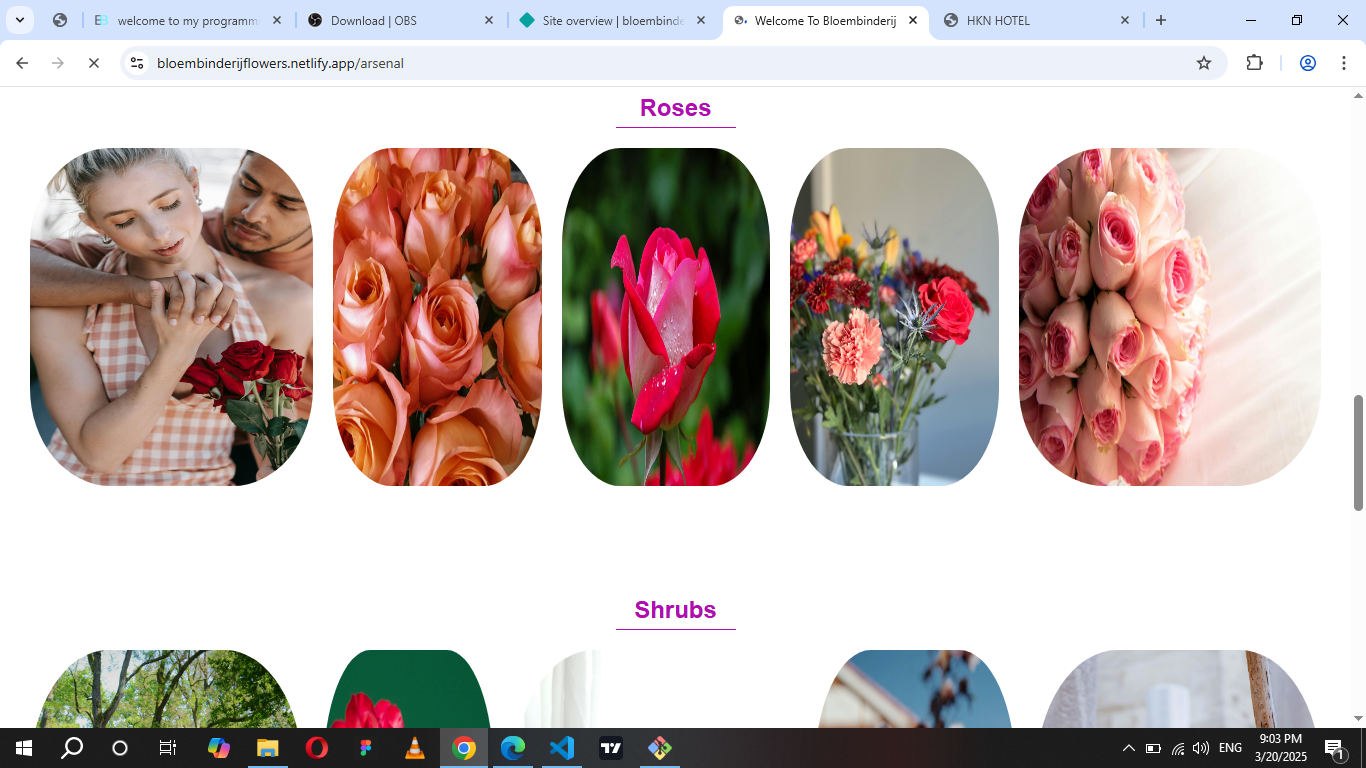 welcome to my programmi
Download | OBS
Site overview | bloembinde
Welcome To Bloembinderij
HKN HOTEL
bloembinderijflowers.netlify.app/arsenal
Roses
Shrubs
ENG
9:03 PM
3/20/2025
1